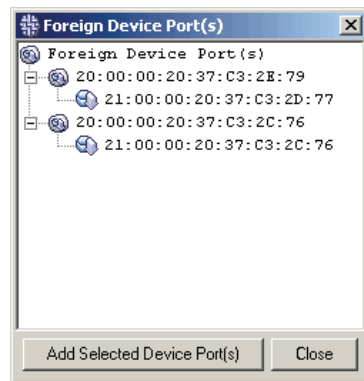 Foreign Device Port(s)
Foreign Device Port(s)
20:00:00:20:37:C3:2E:79
21:00:00:20:37:C3:2D:77
20:00:00:20:37:C3:2C:76
21:00:00:20:37:C3:2C:76
Add Selected Device Port(s) Close